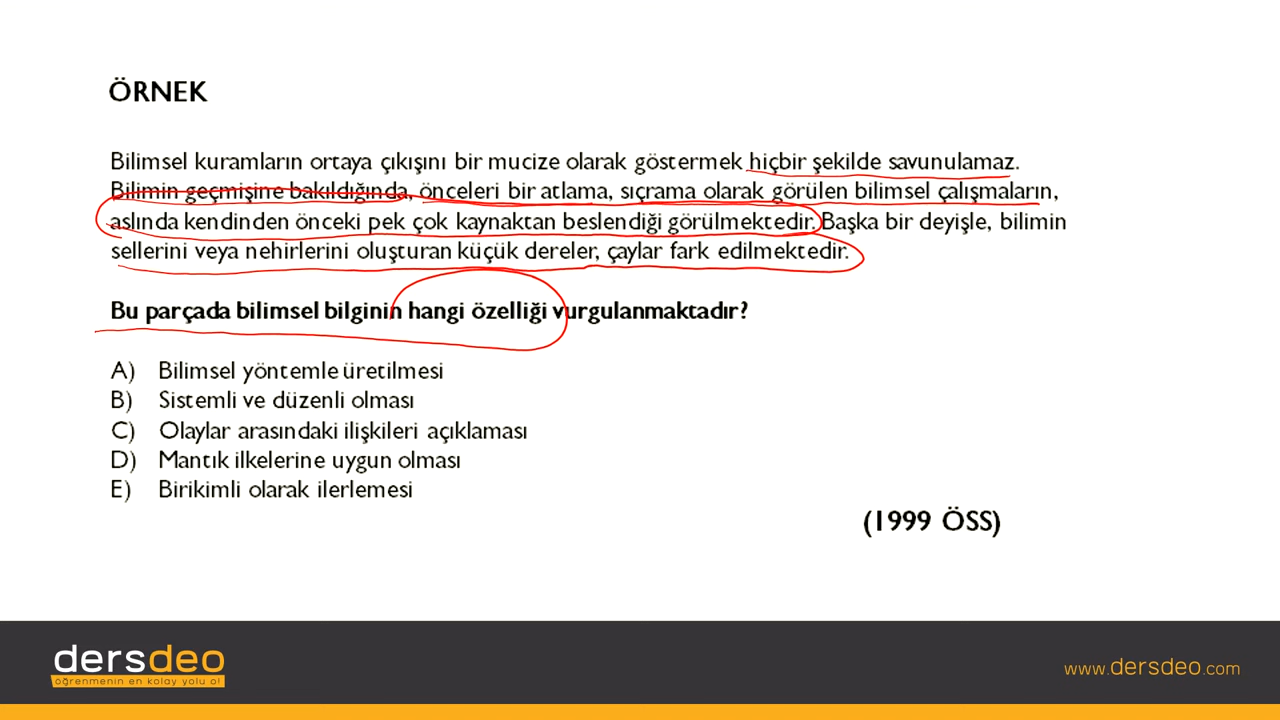 ÖRNEK
Bilimsel kuramların ortaya çıkışını bir mucize olarak göstermek hiçbir şekilde savunulamaz.
Bilimin geçmişine bakıldığında, önceleri bir atlama, sıçrama olarak görülen bilimsel çalışmaların,
aslında kendinden önceki pek çok kaynaktan beslendiği görülmektedir. Başka bir deyişle, bilimin
sellerini veya nehirlerini oluşturan küçük dereler, çaylar fark edilmektedir.
Bu parçada bilimsel bilginin hangi özelliği vurgulanmaktadır?
A) Bilimsel yöntemle üretilmesi
B) Sistemli ve düzenli olması
C) Olaylar arasındaki ilişkileri açıklaması
D) Mantık ilkelerine uygun olması
E) Birikimli olarak ilerlemesi
(1999 ÖSS)
dersdeo
öğrenmenin en kolay yolu o!
www.dersdeo.com